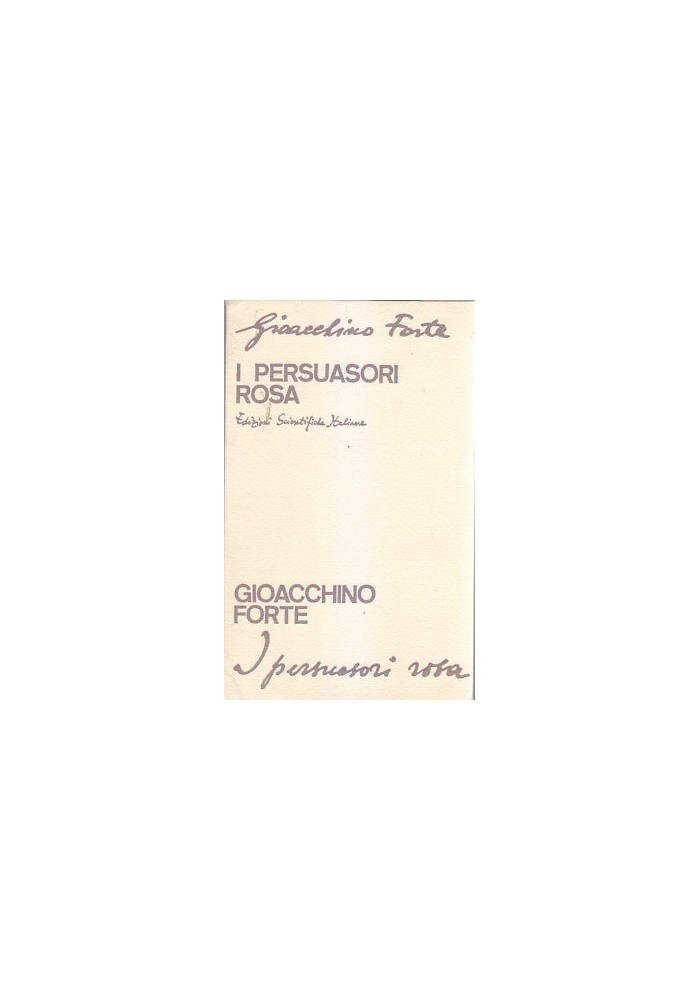 Gioacchino Forte
I PERSUASORI
ROSA
Edizioni Scientifiche Italiane
GIOACCHINO
FORTE
I persuasori rosa